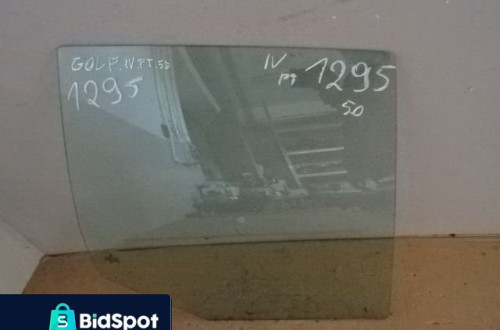 GOLF. IV PT. 5D
1295
IV
PT 1295
5D
S BidSpot